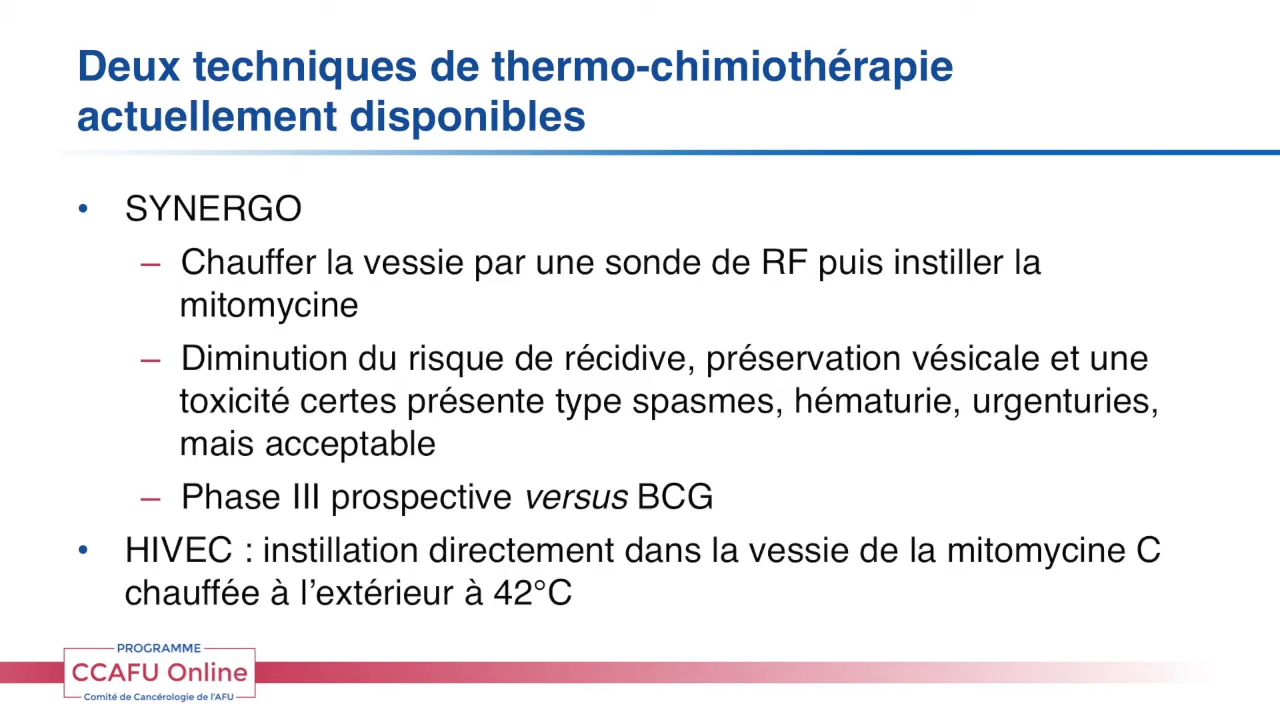 Deux techniques de thermo-chimiothérapie
actuellement disponibles
• SYNERGO
– Chauffer la vessie par une sonde de RF puis instiller la
mitomycine
– Diminution du risque de récidive, préservation vésicale et une
toxicité certes présente type spasmes, hématurie, urgenturies,
mais acceptable
– Phase III prospective versus BCG
• HIVEC : instillation directement dans la vessie de la mitomycine C
chauffée à l’extérieur à 42°C
PROGRAMME
CCAFU Online
Comité de Cancérologie de l'AFU